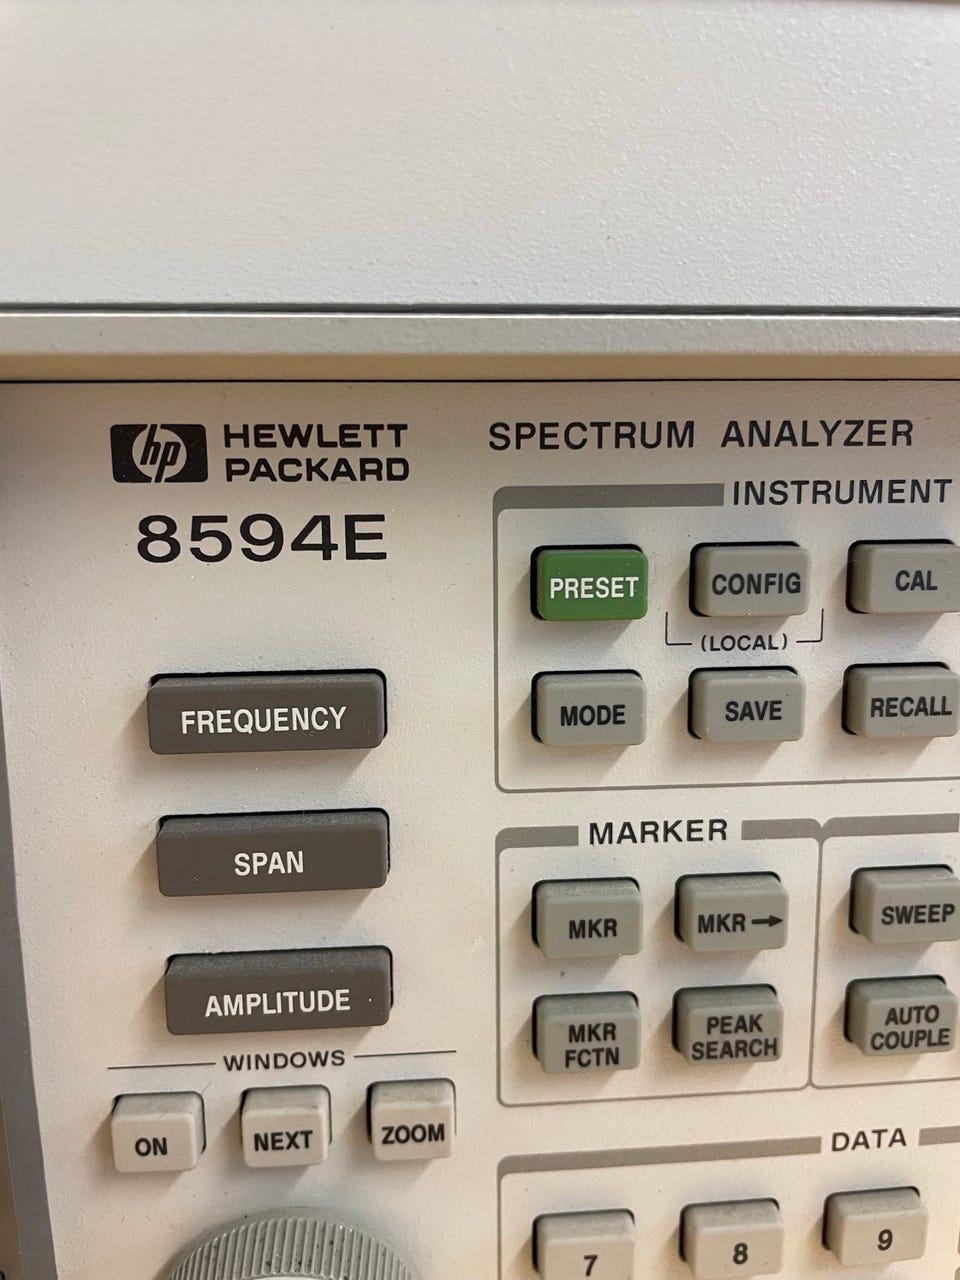 hp HEWLETT
PACKARD
8594E
SPECTRUM ANALYZER
INSTRUMENT
PRESET CONFIG CAL
(LOCAL)
MODE SAVE RECALL
FREQUENCY
SPAN
AMPLITUDE
MARKER
MKR MKR→ SWEEP
MKR
FCTN
PEAK
SEARCH
AUTO
COUPLE
WINDOWS
ON NEXT ZOOM
DATA
7 8 9